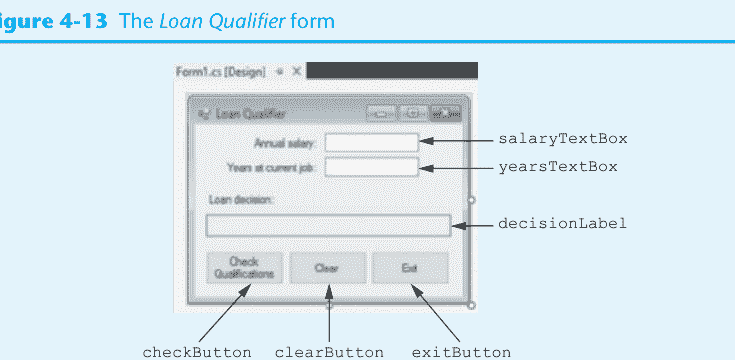 igure 4-13 The Loan Qualifier form
Form1.cs [Design]
Loan Qualifier
Annual salary:
salaryTextBox
Years at current job:
yearsTextBox
Loan decision:
decisionLabel
Check
Qualifications
Clear
Exit
checkButton clearButton exitButton